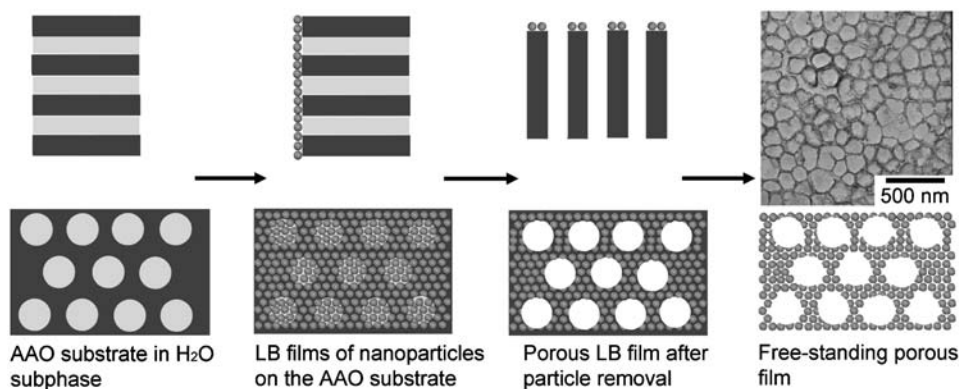 500 nm
AAO substrate in H₂O
subphase
LB films of nanoparticles
on the AAO substrate
Porous LB film after
particle removal
Free-standing porous
film